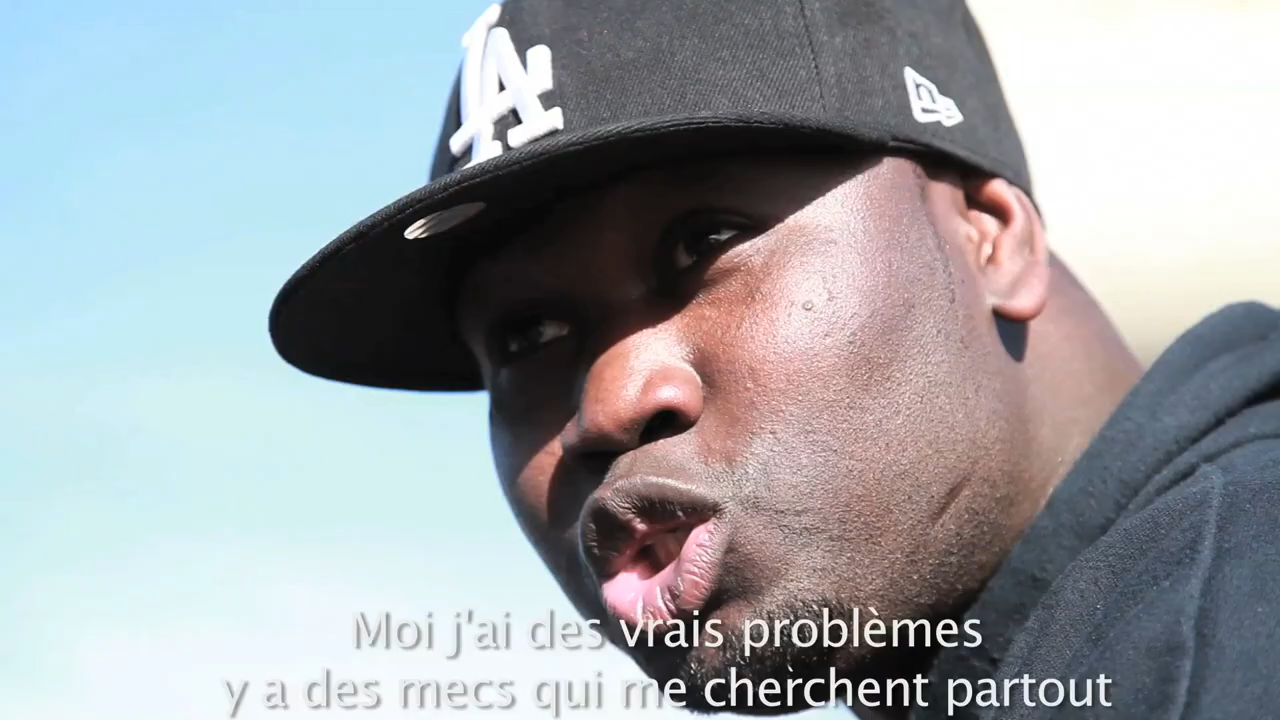 LA
Moi j'ai des vrais problèmes
y a des mecs qui me cherchent partout